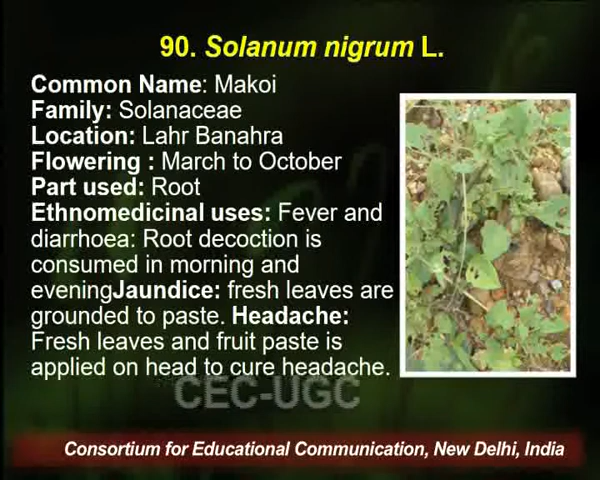 90. Solanum nigrum L.
Common Name: Makoi
Family: Solanaceae
Location: Lahr Banahra
Flowering : March to October
Part used: Root
Ethnomedicinal uses: Fever and
diarrhoea: Root decoction is
consumed in morning and
eveningJaundice: fresh leaves are
grounded to paste. Headache:
Fresh leaves and fruit paste is
applied on head to cure headache.
CEC-UGC
Consortium for Educational Communication, New Delhi, India